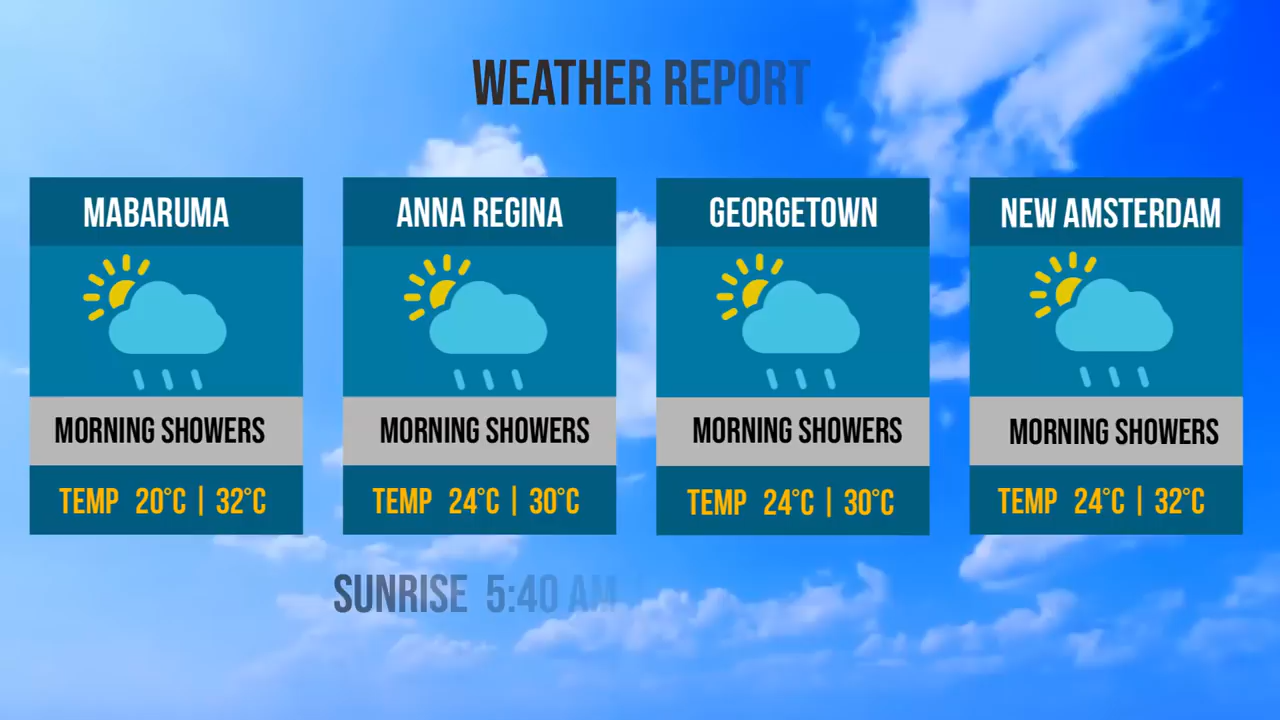 WEATHER REPORT
MABARUMA
MORNING SHOWERS
TEMP 20°C | 32°C
ANNA REGINA
MORNING SHOWERS
TEMP 24°C | 30°C
GEORGETOWN
MORNING SHOWERS
TEMP 24°C | 30°C
NEW AMSTERDAM
MORNING SHOWERS
TEMP 24°C | 32°C
SUNRISE 5:40 AM